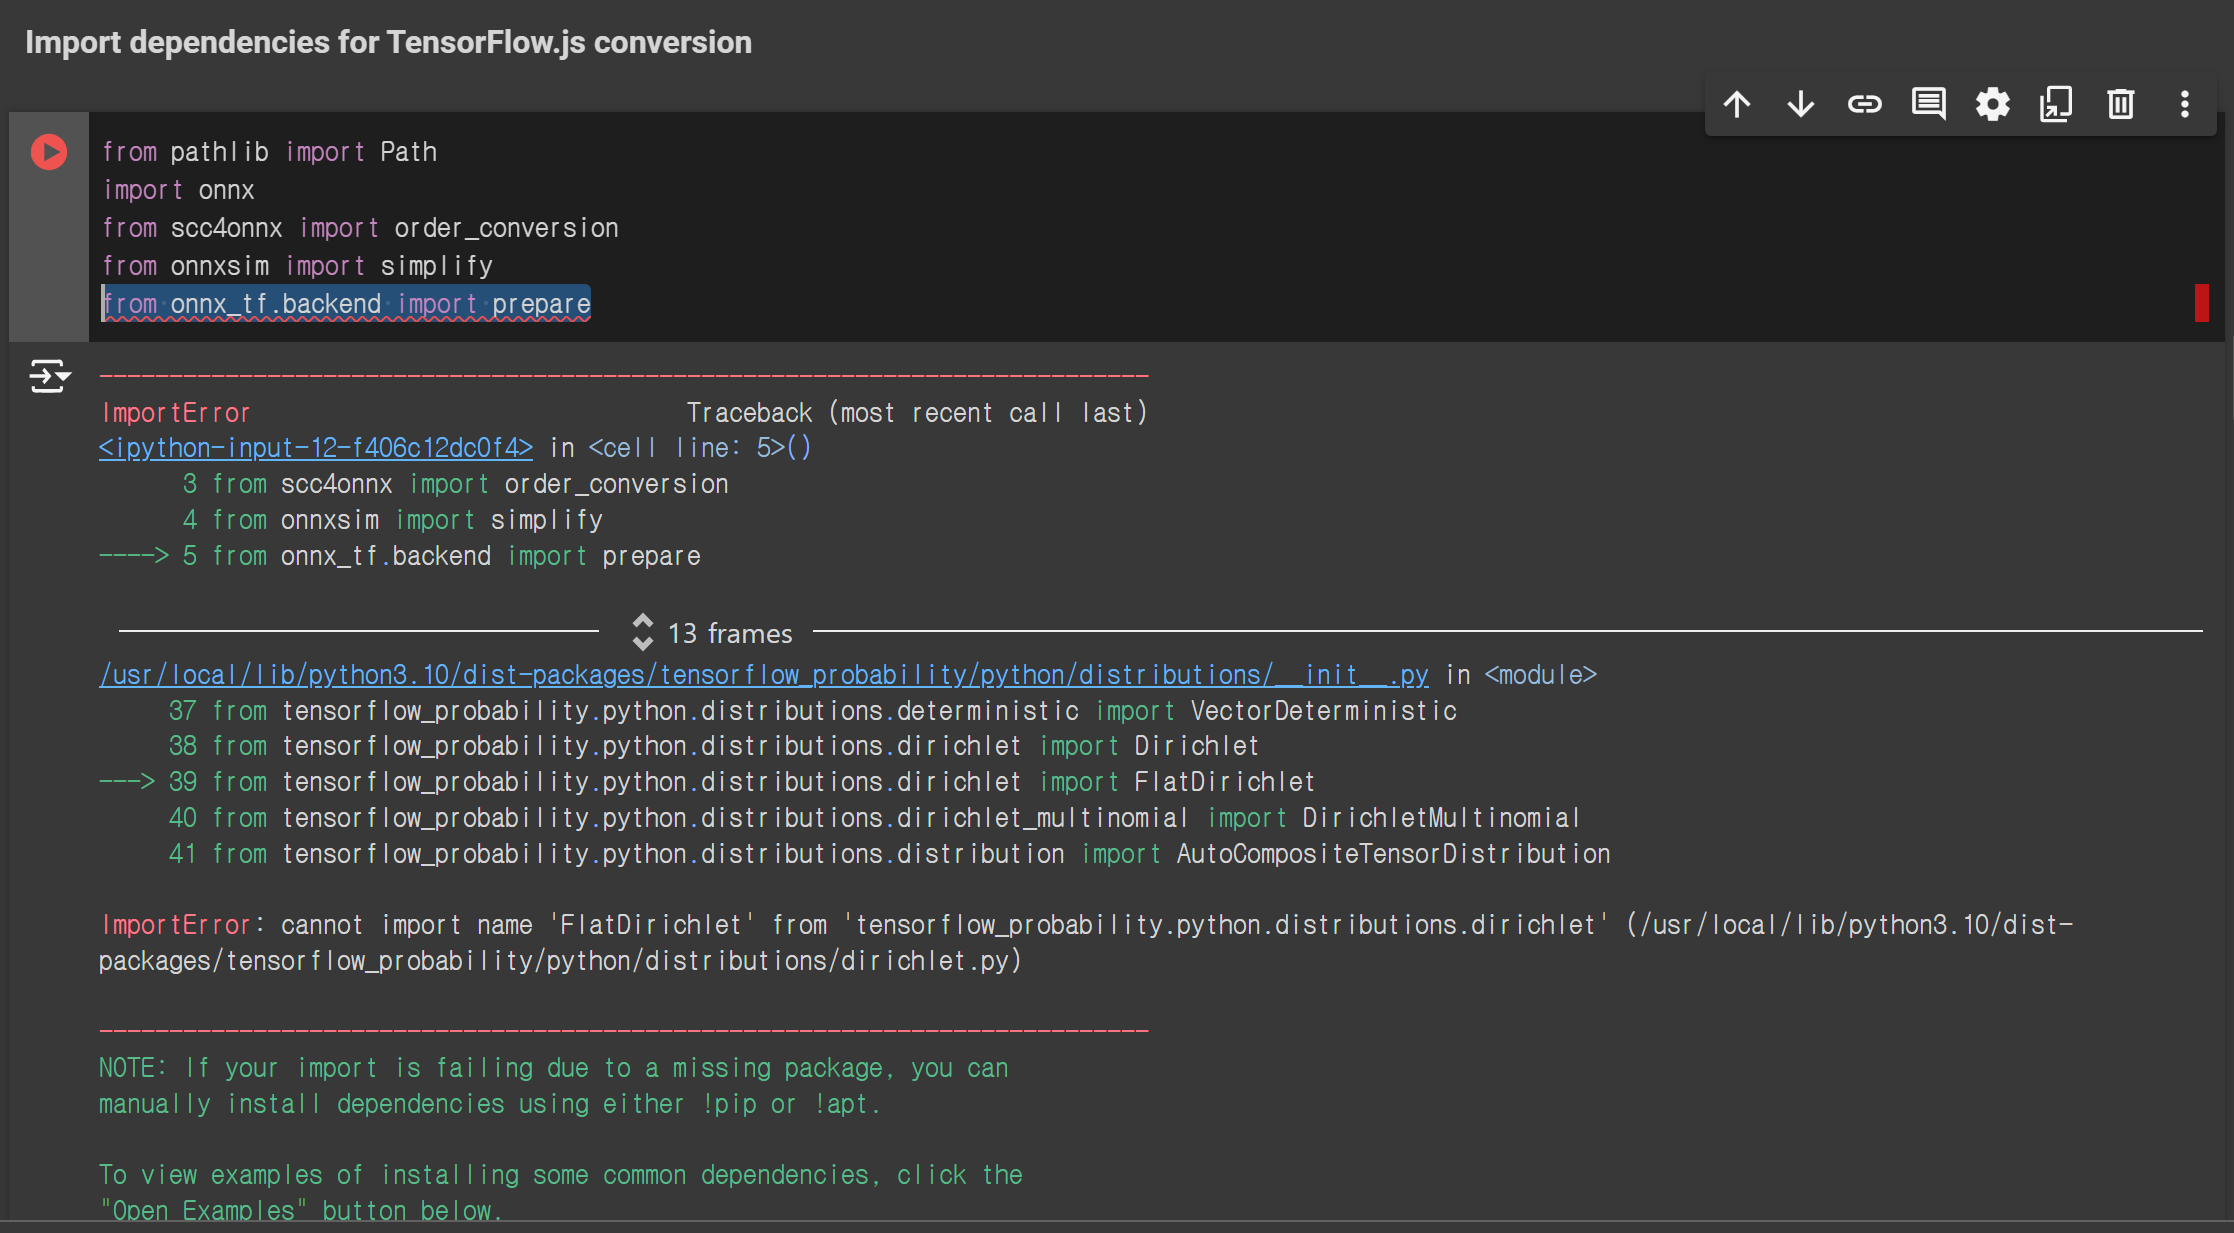 Import dependencies for TensorFlow.js conversion
from pathlib import Path
import onnx
from scc4onnx import order_conversion
from onnxsim import simplify
from onnx_tf.backend import prepare
---------------------------------------------------------------------------
ImportError                               Traceback (most recent call last)
<ipython-input-12-f406c12dc0f4> in <cell line: 5>()
      3 from scc4onnx import order_conversion
      4 from onnxsim import simplify
----> 5 from onnx_tf.backend import prepare
13 frames
/usr/local/lib/python3.10/dist-packages/tensorflow_probability/python/distributions/__init__.py in <module>
     37 from tensorflow_probability.python.distributions.deterministic import VectorDeterministic
     38 from tensorflow_probability.python.distributions.dirichlet import Dirichlet
---> 39 from tensorflow_probability.python.distributions.dirichlet import FlatDirichlet
     40 from tensorflow_probability.python.distributions.dirichlet_multinomial import DirichletMultinomial
     41 from tensorflow_probability.python.distributions.distribution import AutoCompositeTensorDistribution
ImportError: cannot import name 'FlatDirichlet' from 'tensorflow_probability.python.distributions.dirichlet' (/usr/local/lib/python3.10/dist-
packages/tensorflow_probability/python/distributions/dirichlet.py)
---------------------------------------------------------------------------
NOTE: If your import is failing due to a missing package, you can
manually install dependencies using either !pip or !apt.
To view examples of installing some common dependencies, click the
"Open Examples" button below.